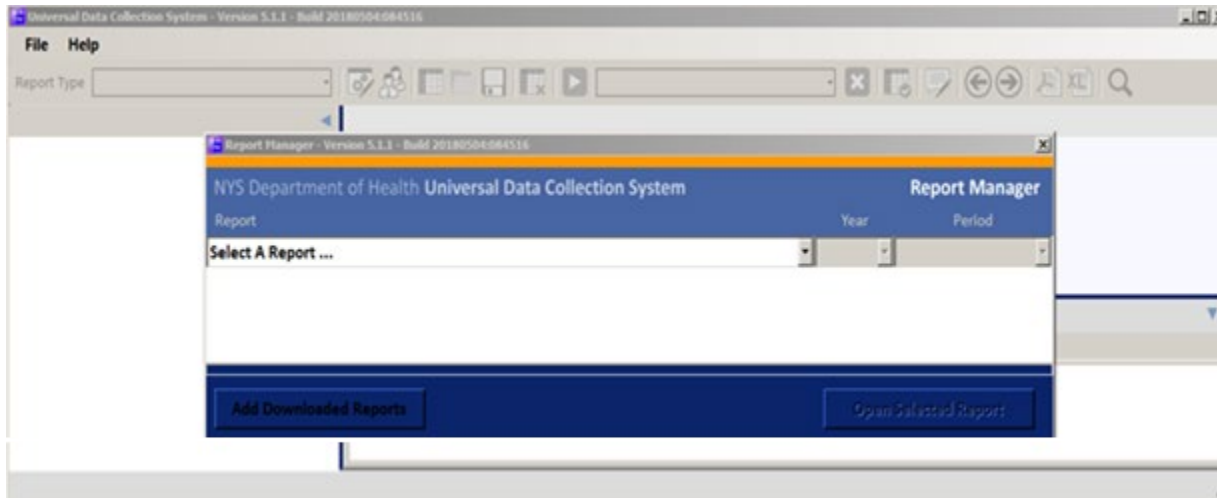 Universal Data Collection System - Version 5.1.1 - Build 20180504:084516
File Help
Report Type
Report Manager - Version 5.1.1 - Build 20180504:084516
NYS Department of Health Universal Data Collection System Report Manager
Report Year Period
Select A Report ...
Add Downloaded Reports Open Selected Report